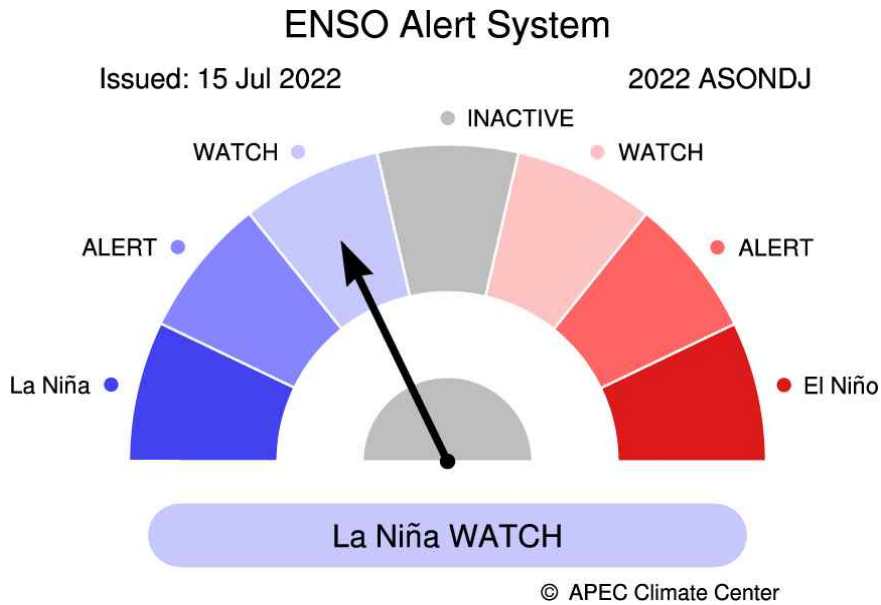 ENSO Alert System
Issued: 15 Jul 2022
2022 ASONDJ
INACTIVE
WATCH
WATCH
ALERT
ALERT
La Niña
El Niño
La Niña WATCH
© APEC Climate Center